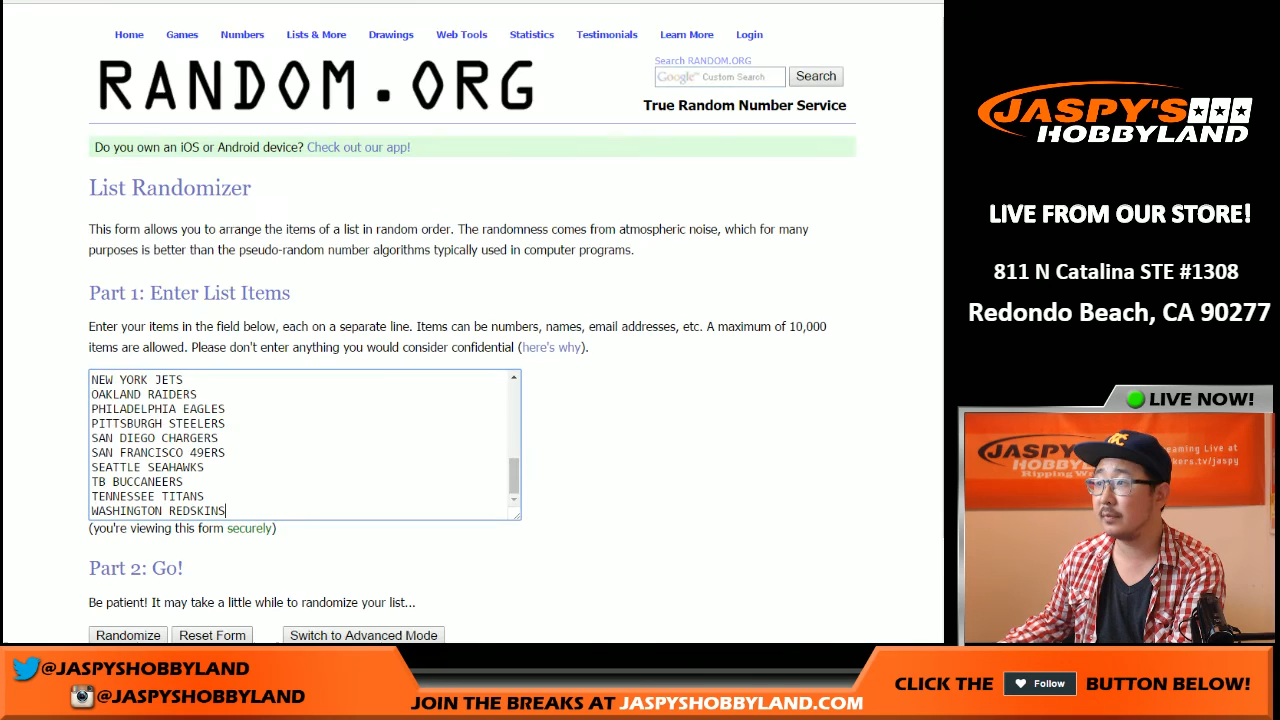 Home Games Numbers Lists & More Drawings Web Tools Statistics Testimonials Learn More Login
RANDOM.ORG
Search RANDOM.ORG
Google™ Custom Search Search
True Random Number Service
Do you own an iOS or Android device? Check out our app!
List Randomizer
This form allows you to arrange the items of a list in random order. The randomness comes from atmospheric noise, which for many
purposes is better than the pseudo-random number algorithms typically used in computer programs.
Part 1: Enter List Items
Enter your items in the field below, each on a separate line. Items can be numbers, names, email addresses, etc. A maximum of 10,000
items are allowed. Please don't enter anything you would consider confidential (here's why).
NEW YORK JETS
OAKLAND RAIDERS
PHILADELPHIA EAGLES
PITTSBURGH STEELERS
SAN DIEGO CHARGERS
SAN FRANCISCO 49ERS
SEATTLE SEAHAWKS
TB BUCCANEERS
TENNESSEE TITANS
WASHINGTON REDSKINS
(you're viewing this form securely)
Part 2: Go!
Be patient! It may take a little while to randomize your list...
Randomize Reset Form Switch to Advanced Mode
JASPY'S
HOBBYLAND
LIVE FROM OUR STORE!
811 N Catalina STE #1308
Redondo Beach, CA 90277
LIVE NOW!
JASPY
Ripping Wor
eaming Live at
kers.tv/jaspy
@JASPYSHOBBYLAND
@JASPYSHOBBYLAND
JOIN THE BREAKS AT JASPYSHOBBYLAND.COM
CLICK THE Follow BUTTON BELOW!